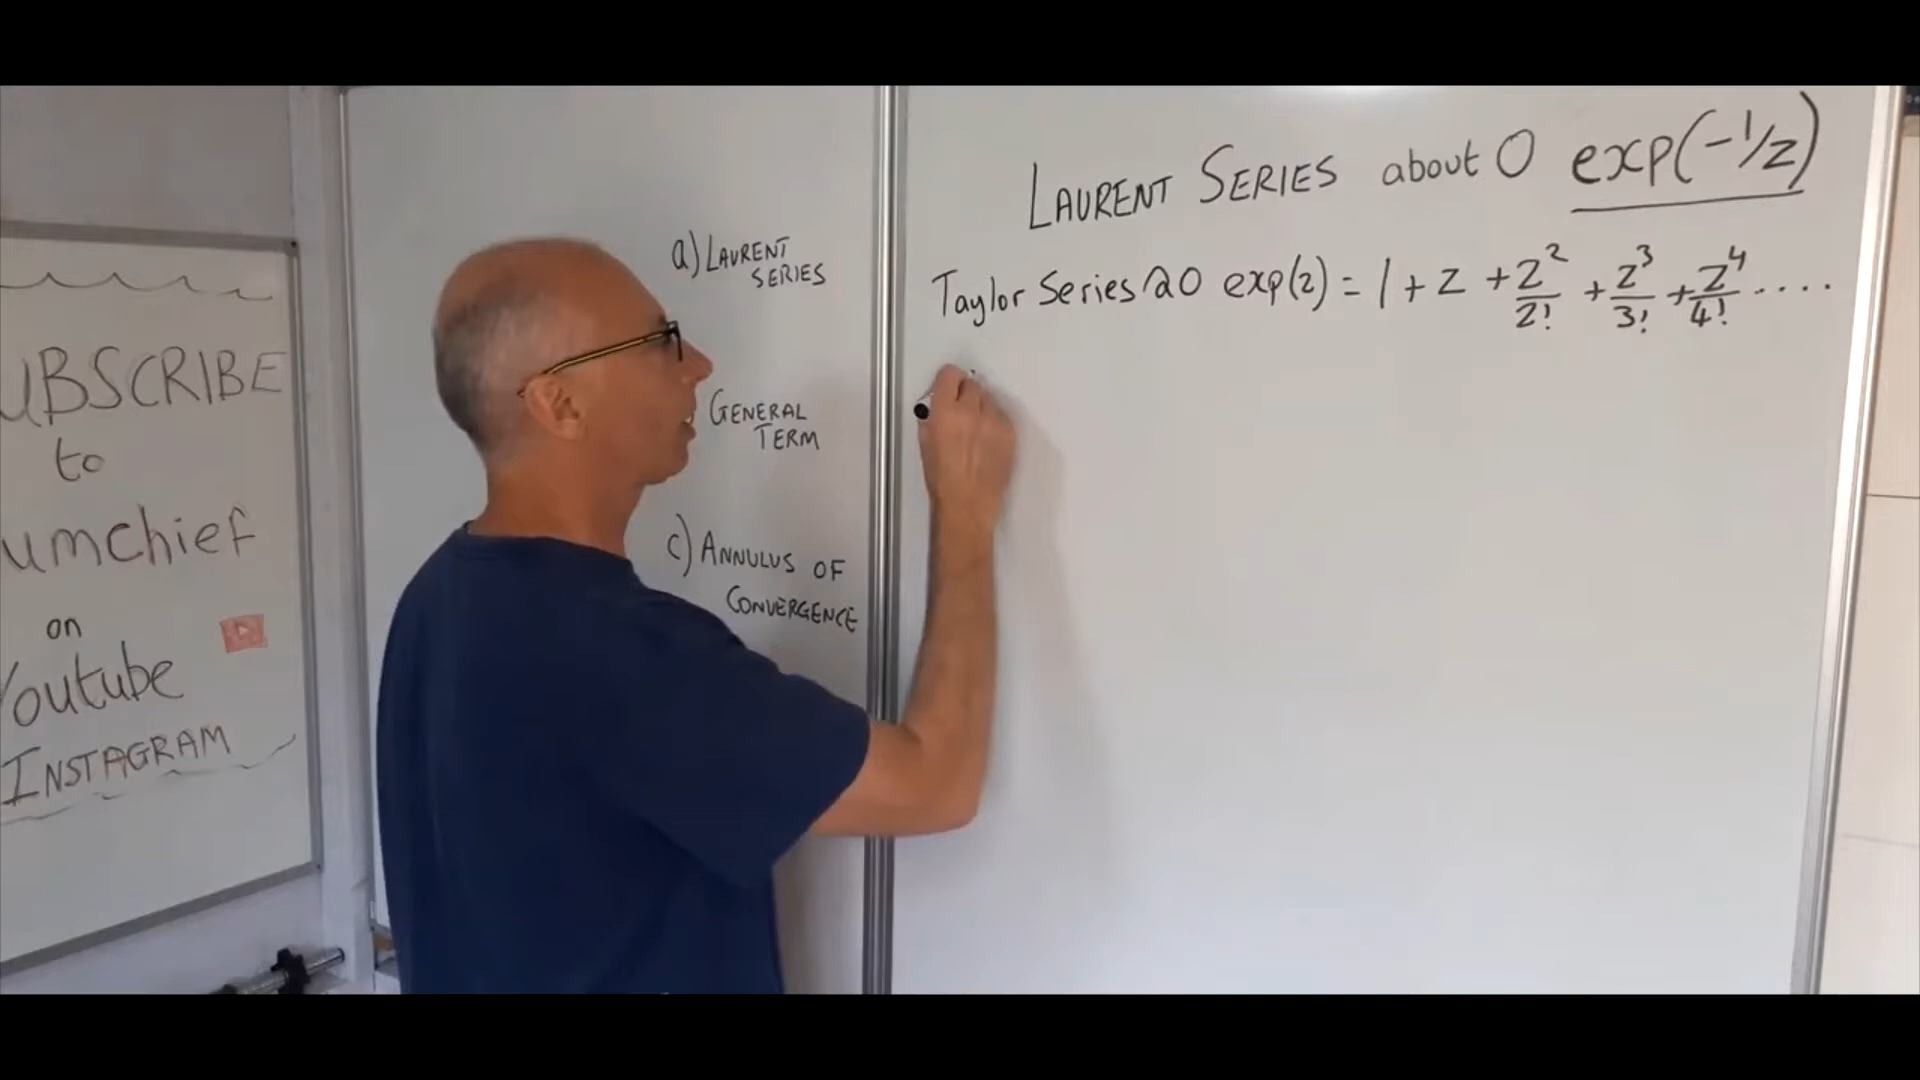 LAURENT SERIES about 0 exp(-1/z)
Taylor Series @ 0 exp(z) = 1 + z + z²/2! + z³/3! + z⁴/4! ....
a) LAURENT
SERIES
GENERAL
TERM
c) ANNULUS OF
CONVERGENCE
UBSCRIBE
to
umchief
on
Youtube
INSTAGRAM